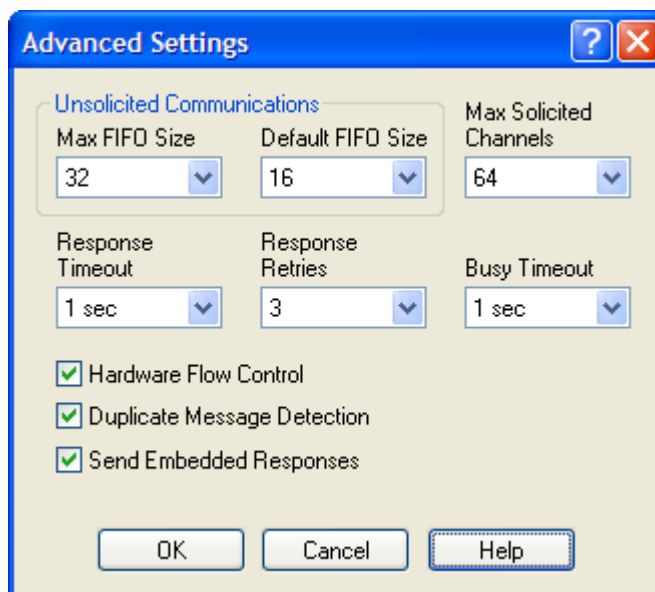 Advanced Settings
Unsolicited Communications
Max FIFO Size
Default FIFO Size
Max Solicited
Channels
32
16
64
Response
Timeout
Response
Retries
Busy Timeout
1 sec
3
1 sec
Hardware Flow Control
Duplicate Message Detection
Send Embedded Responses
OK
Cancel
Help